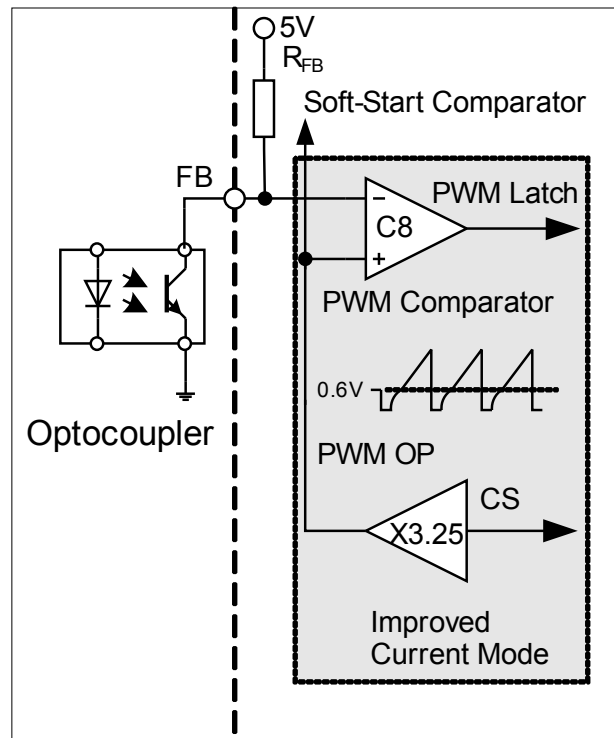 5V
RFB
Soft-Start Comparator
FB
PWM Latch
−
C8
+
PWM Comparator
0.6V
Optocoupler
PWM OP
CS
X3.25
Improved
Current Mode